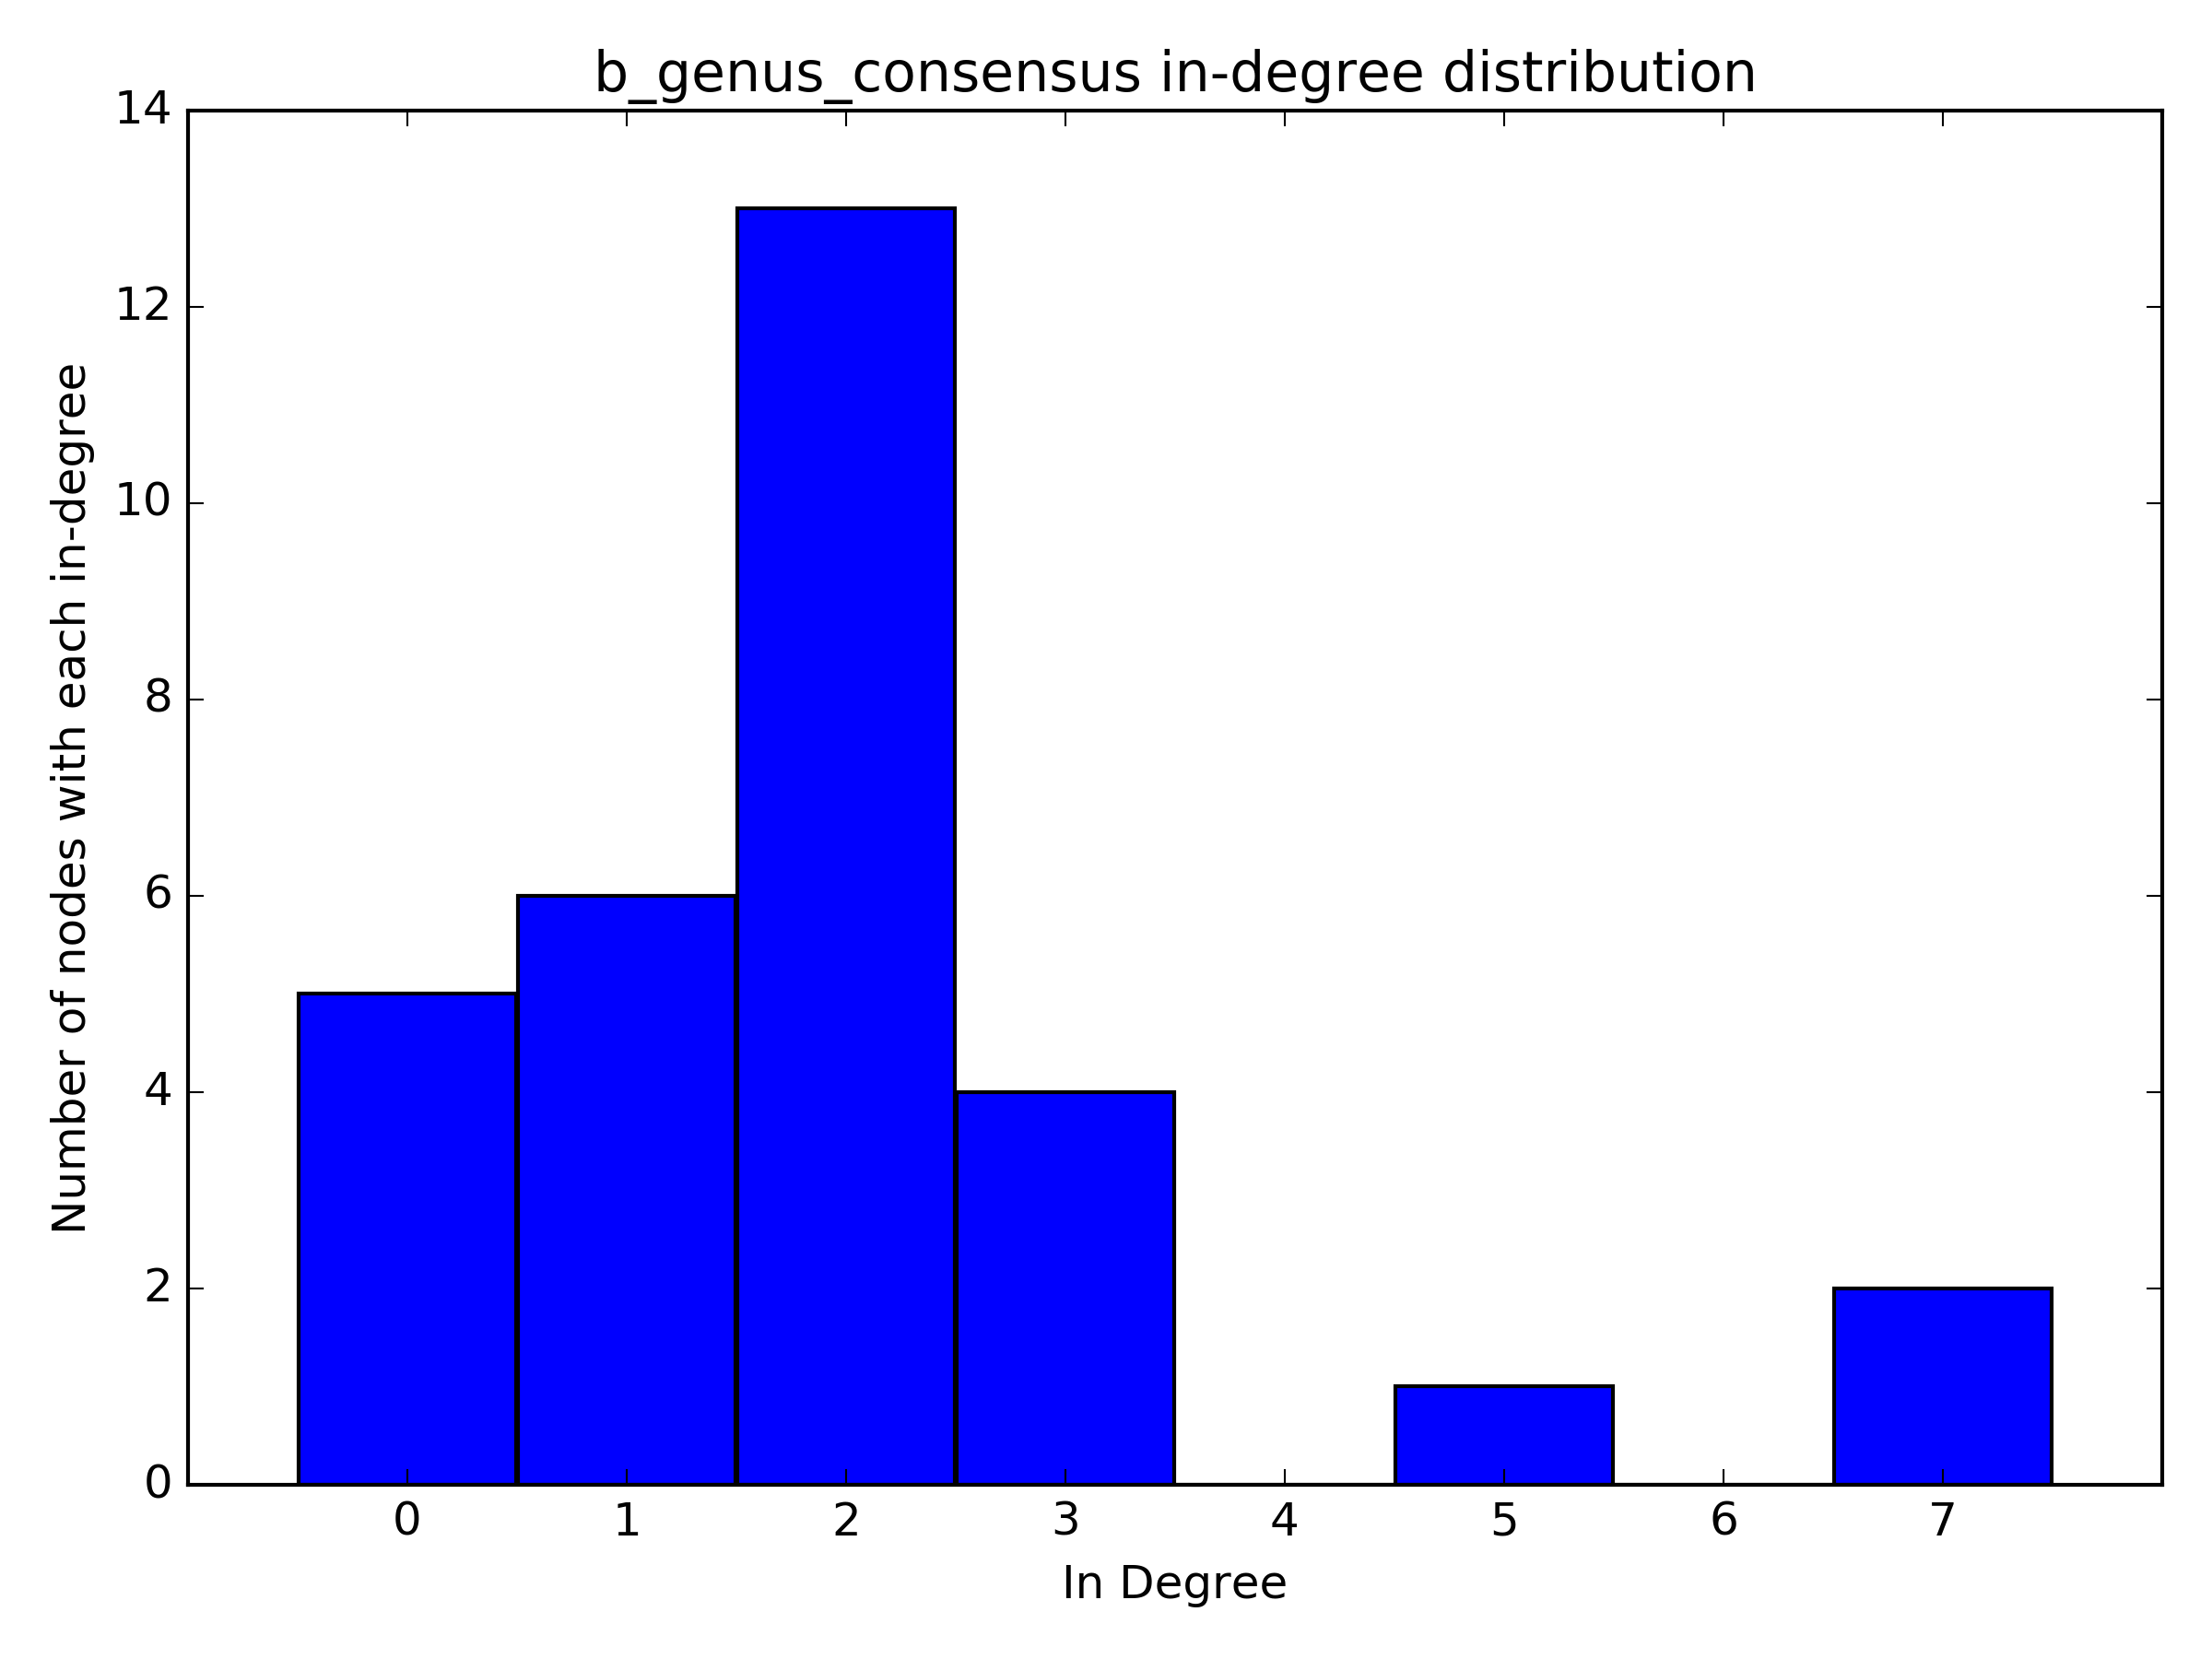 b_genus_consensus in-degree distribution
Number of nodes with each in-degree
14
12
10
8
6
4
2
0
0 1 2 3 4 5 6 7
In Degree